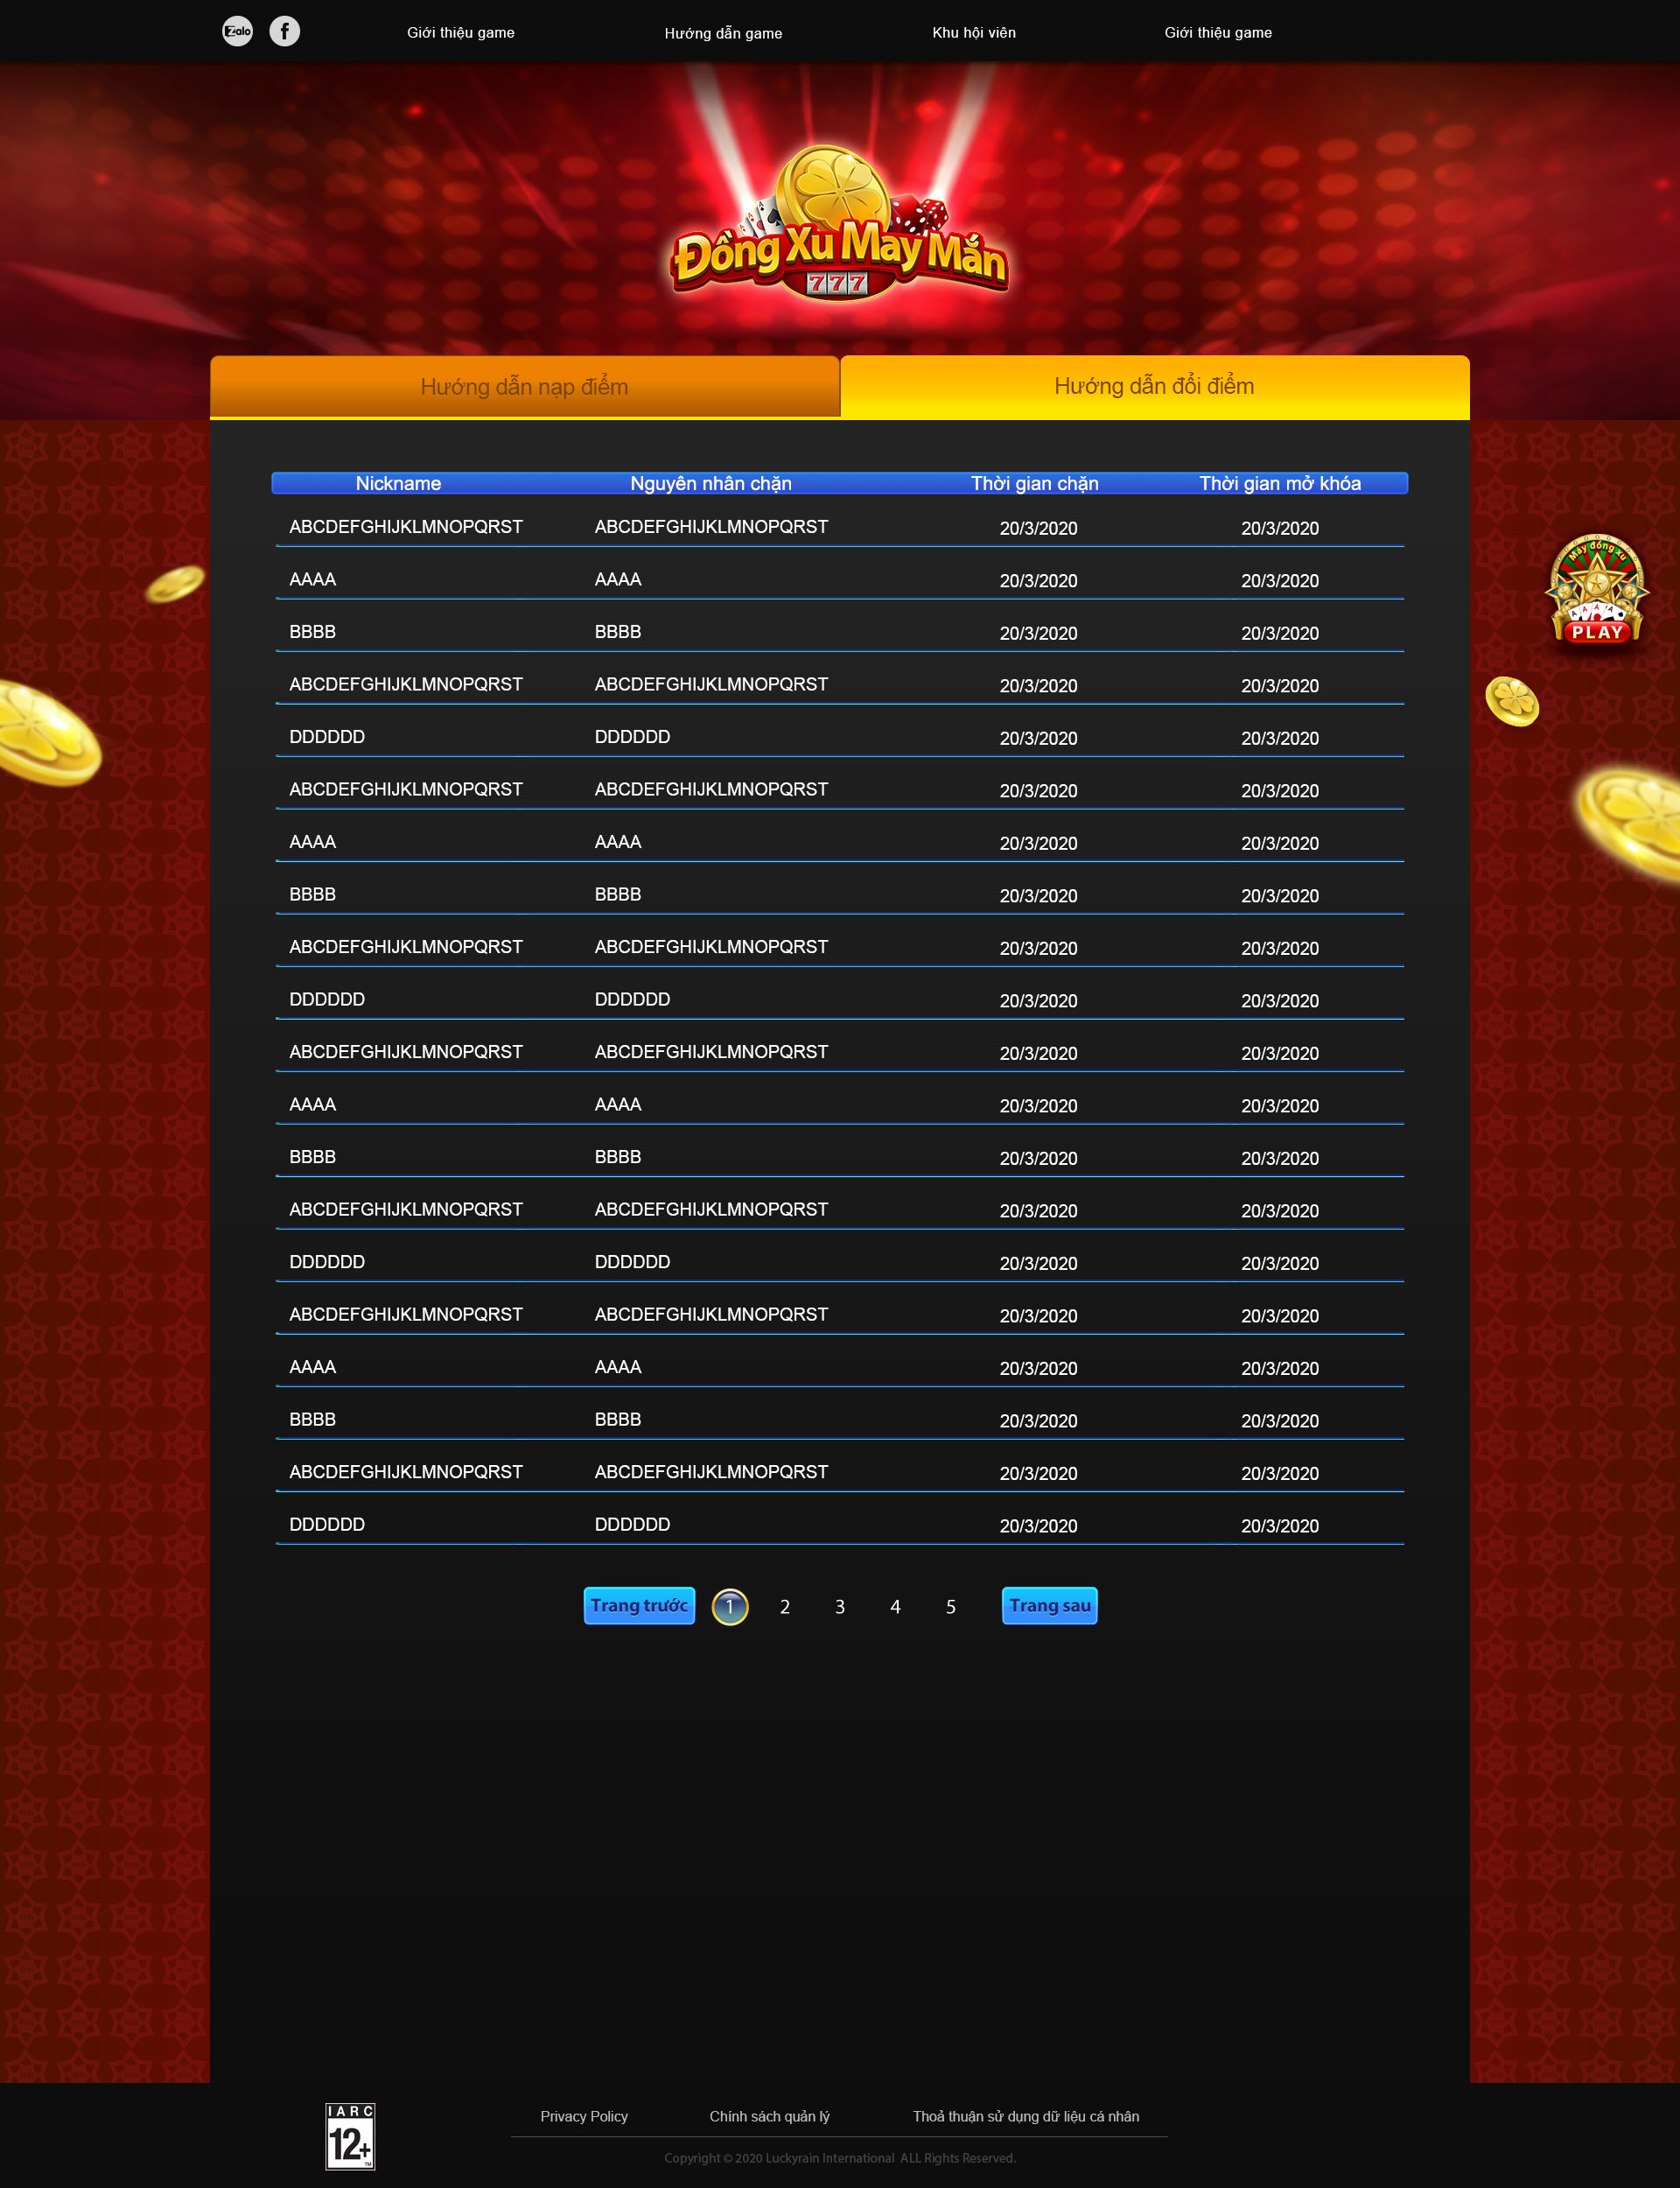 Zalo f Giới thiệu game Hướng dẫn game Khu hội viên Giới thiệu game
Đồng Xu May Mắn
777
Hướng dẫn nạp điểm Hướng dẫn đổi điểm
Nickname Nguyên nhân chặn Thời gian chặn Thời gian mở khóa
ABCDEFGHIJKLMNOPQRST ABCDEFGHIJKLMNOPQRST 20/3/2020 20/3/2020
AAAA AAAA 20/3/2020 20/3/2020
BBBB BBBB 20/3/2020 20/3/2020
ABCDEFGHIJKLMNOPQRST ABCDEFGHIJKLMNOPQRST 20/3/2020 20/3/2020
DDDDDD DDDDDD 20/3/2020 20/3/2020
ABCDEFGHIJKLMNOPQRST ABCDEFGHIJKLMNOPQRST 20/3/2020 20/3/2020
AAAA AAAA 20/3/2020 20/3/2020
BBBB BBBB 20/3/2020 20/3/2020
ABCDEFGHIJKLMNOPQRST ABCDEFGHIJKLMNOPQRST 20/3/2020 20/3/2020
DDDDDD DDDDDD 20/3/2020 20/3/2020
ABCDEFGHIJKLMNOPQRST ABCDEFGHIJKLMNOPQRST 20/3/2020 20/3/2020
AAAA AAAA 20/3/2020 20/3/2020
BBBB BBBB 20/3/2020 20/3/2020
ABCDEFGHIJKLMNOPQRST ABCDEFGHIJKLMNOPQRST 20/3/2020 20/3/2020
DDDDDD DDDDDD 20/3/2020 20/3/2020
ABCDEFGHIJKLMNOPQRST ABCDEFGHIJKLMNOPQRST 20/3/2020 20/3/2020
AAAA AAAA 20/3/2020 20/3/2020
BBBB BBBB 20/3/2020 20/3/2020
ABCDEFGHIJKLMNOPQRST ABCDEFGHIJKLMNOPQRST 20/3/2020 20/3/2020
DDDDDD DDDDDD 20/3/2020 20/3/2020
Máy đồng xu
A A A A
PLAY
Trang trước 1 2 3 4 5 Trang sau
IARC
12+
TM
Privacy Policy Chính sách quản lý Thoả thuận sử dụng dữ liệu cá nhân
Copyright © 2020 Luckyrain International ALL Rights Reserved.